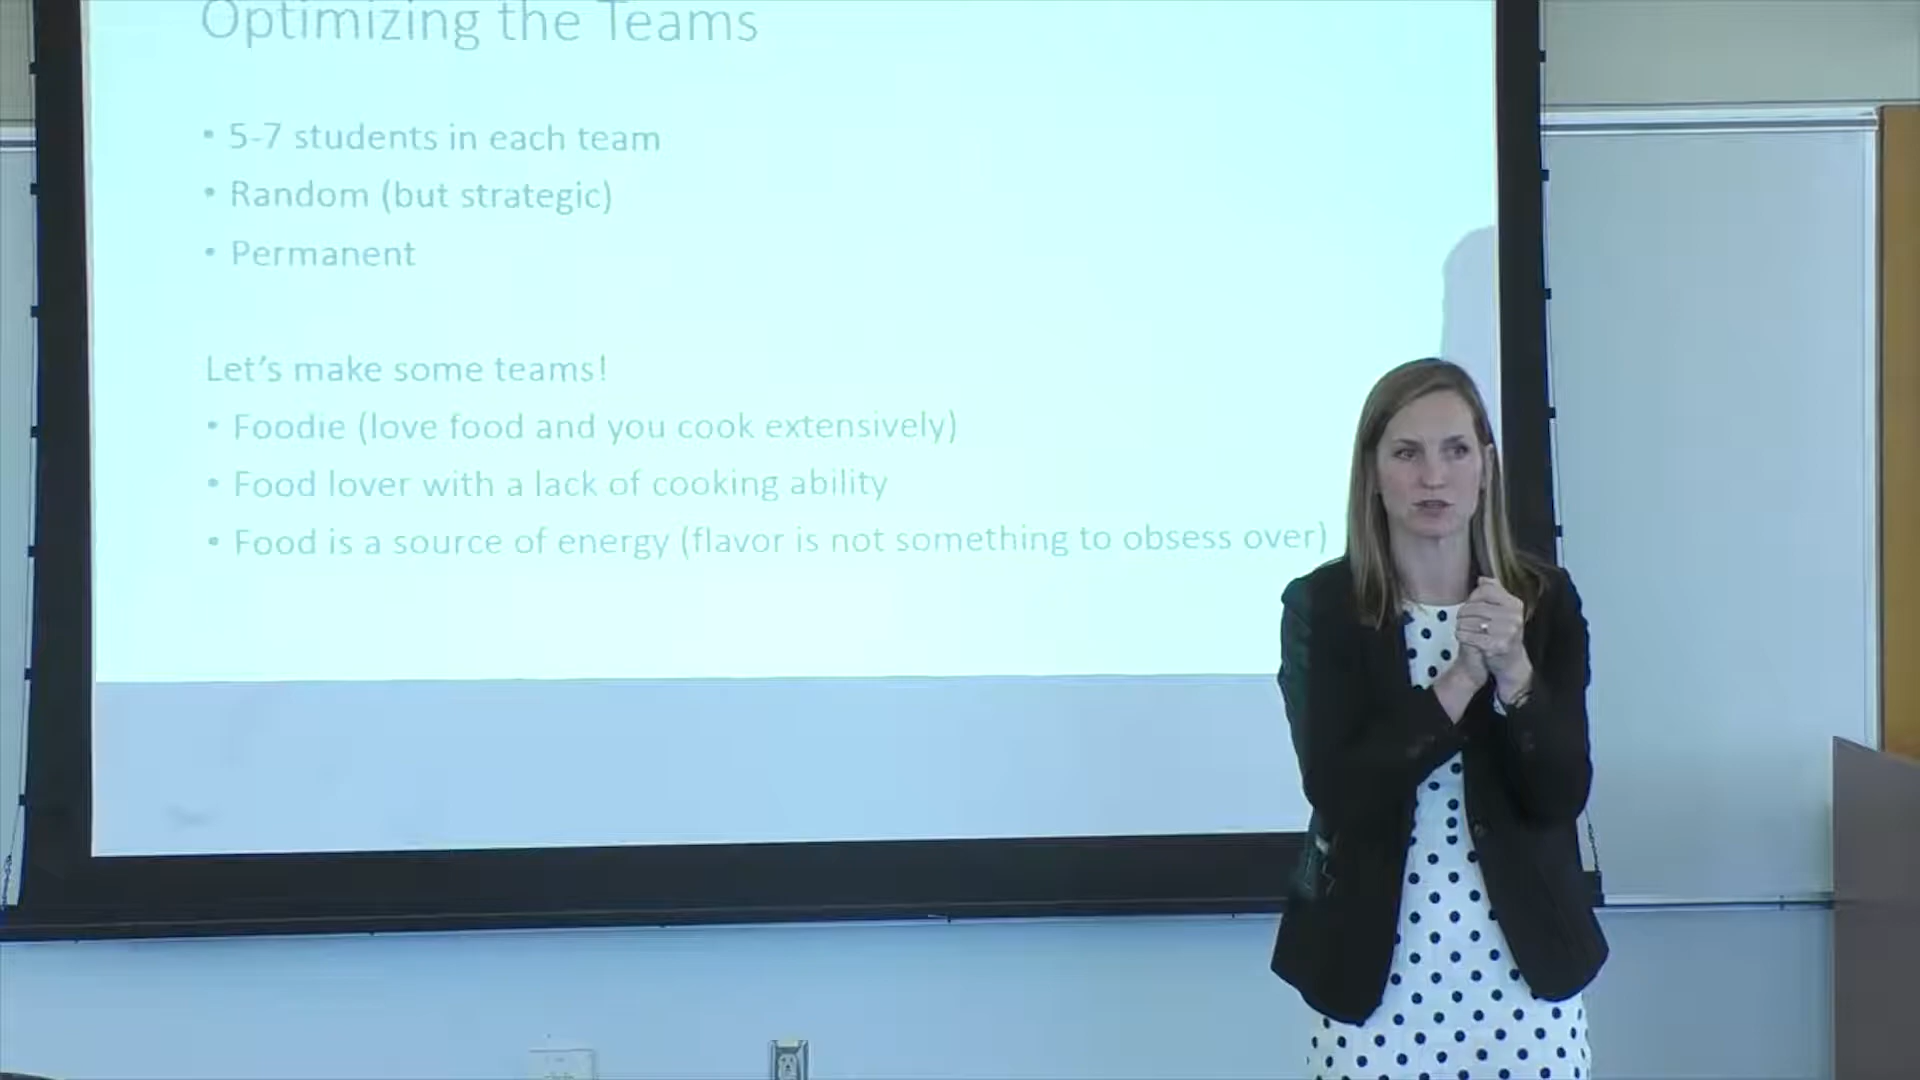 Optimizing the Teams
• 5-7 students in each team
• Random (but strategic)
• Permanent
Let's make some teams!
• Foodie (love food and you cook extensively)
• Food lover with a lack of cooking ability
• Food is a source of energy (flavor is not something to obsess over)